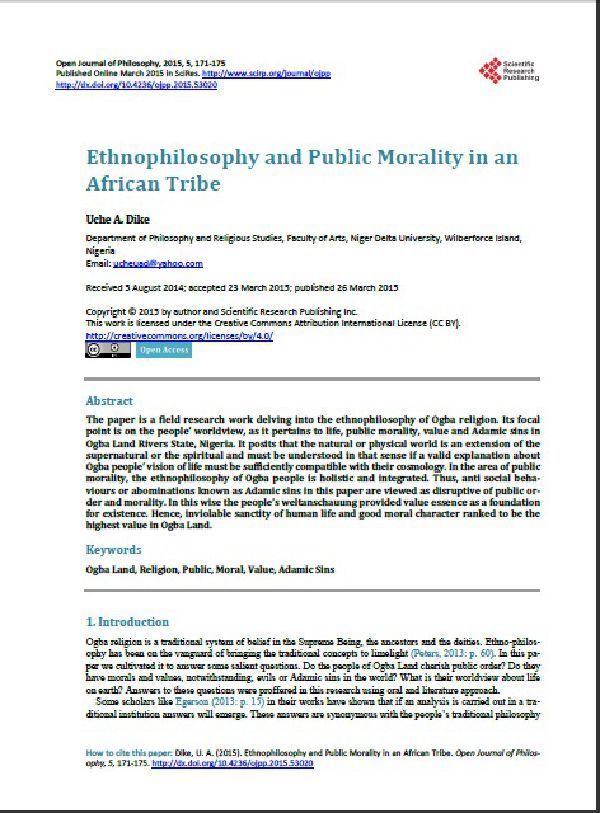 Open Journal of Philosophy, 2015, 5, 171-175
Published Online March 2015 in SciRes. http://www.scirp.org/journal/ojpp
http://dx.doi.org/10.4236/ojpp.2015.53020
Scientific
Research
Publishing
Ethnophilosophy and Public Morality in an
African Tribe
Uche A. Dike
Department of Philosophy and Religious Studies, Faculty of Arts, Niger Delta University, Wilberforce Island,
Nigeria
Email: ucheuad@yahoo.com
Received 5 August 2014; accepted 23 March 2015; published 26 March 2015
Copyright © 2015 by author and Scientific Research Publishing Inc.
This work is licensed under the Creative Commons Attribution International License (CC BY).
http://creativecommons.org/licenses/by/4.0/
cc BY Open Access
Abstract
The paper is a field research work delving into the ethnophilosophy of Ogba religion. Its focal
point is on the people' worldview, as it pertains to life, public morality, value and Adamic sins in
Ogba Land Rivers State, Nigeria. It posits that the natural or physical world is an extension of the
supernatural or the spiritual and must be understood in that sense if a valid explanation about
Ogba people' vision of life must be sufficiently compatible with their cosmology. In the area of public
morality, the ethnophilosophy of Ogba people is holistic and integrated. Thus, anti social beha-
viours or abominations known as Adamic sins in this paper are viewed as disruptive of public or-
der and morality. In this wise the people's weltanschauung provided value essence as a foundation
for existence. Hence, inviolable sanctity of human life and good moral character ranked to be the
highest value in Ogba Land.
Keywords
Ogba Land, Religion, Public, Moral, Value, Adamic Sins
1. Introduction
Ogba religion is a traditional system of belief in the Supreme Being, the ancestors and the deities. Ethno-philos-
ophy has been on the vanguard of bringing the traditional concepts to limelight (Peters, 2013: p. 60). In this pa-
per we cultivated it to answer some salient questions. Do the people of Ogba Land cherish public order? Do they
have morals and values, notwithstanding, evils or Adamic sins in the world? What is their worldview about life
on earth? Answers to these questions were proffered in this research using oral and literature approach.
Some scholars like Egerson (2013: p. 15) in their works have shown that if an analysis is carried out in a tra-
ditional institution answers will emerge. These answers are synonymous with the people's traditional philosophy
How to cite this paper: Dike, U. A. (2015). Ethnophilosophy and Public Morality in an African Tribe. Open Journal of Philos-
ophy, 5, 171-175. http://dx.doi.org/10.4236/ojpp.2015.53020